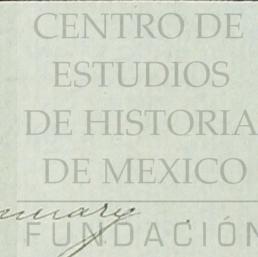 CENTRO DE
ESTUDIOS
DE HISTORIA
DE MEXICO
FUNDACIÓN